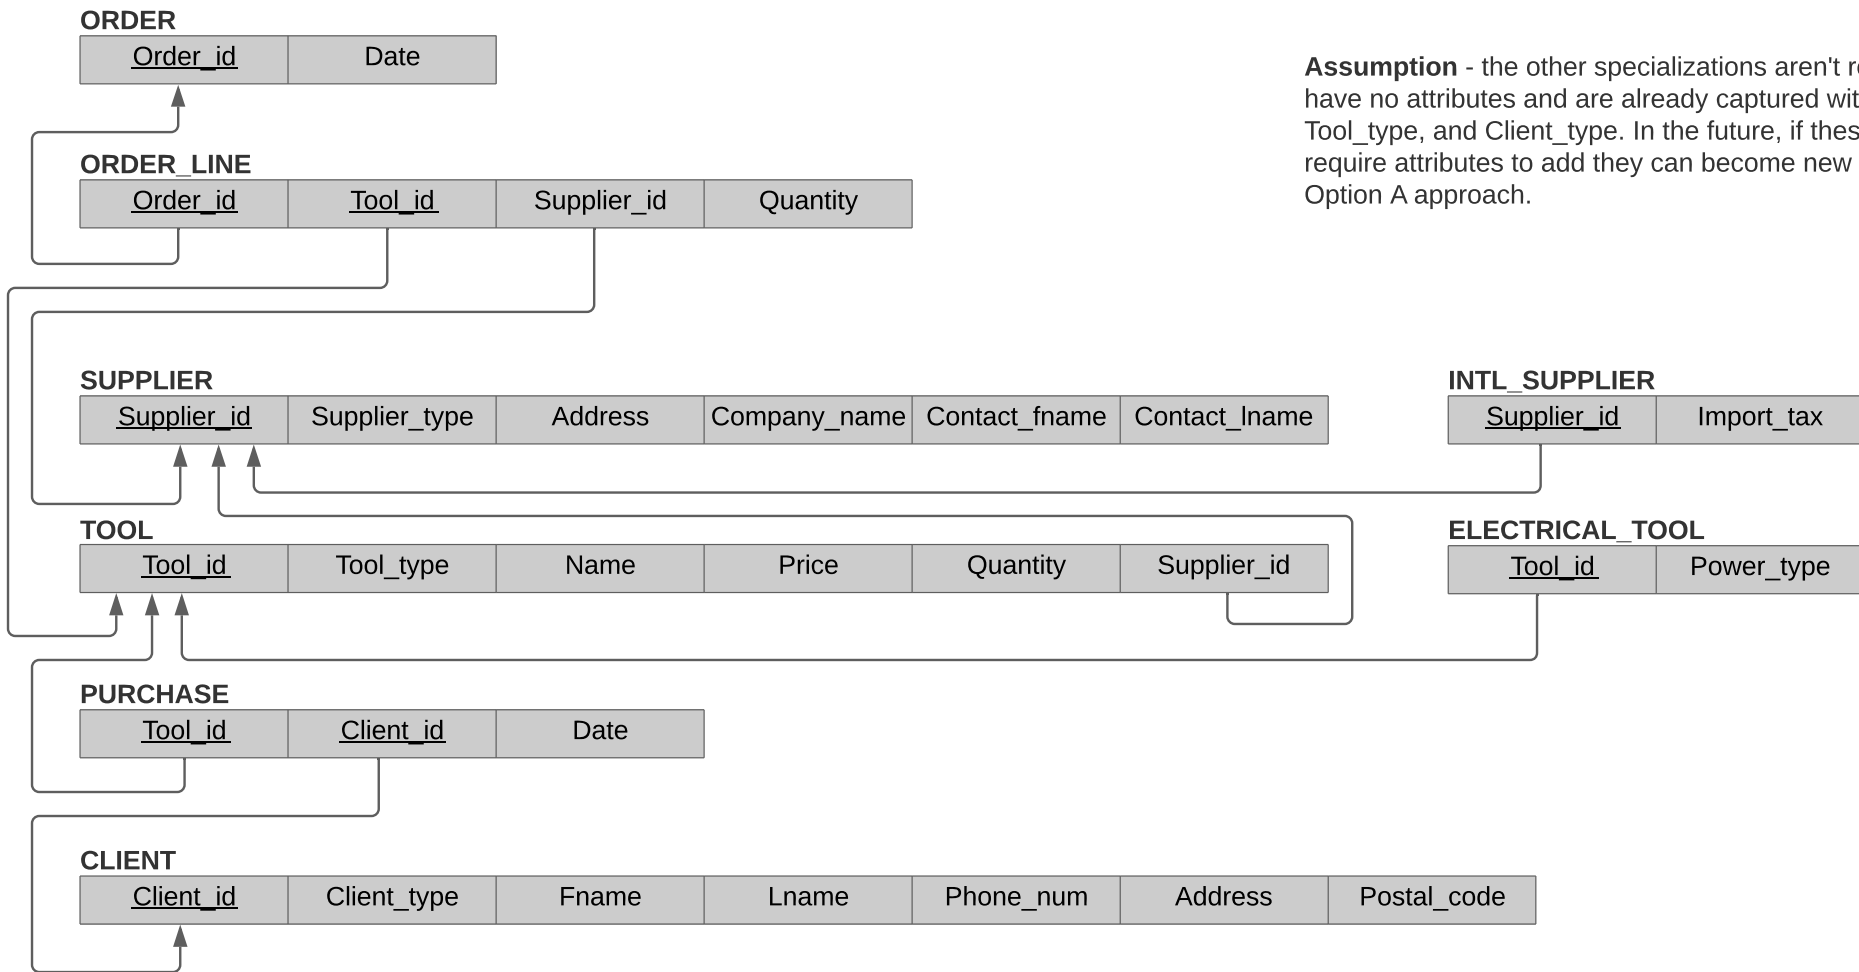 ORDER
Order_id Date
Assumption - the other specializations aren't
have no attributes and are already captured
Tool_type, and Client_type. In the future, if
require attributes to add they can become new
Option A approach.
ORDER_LINE
Order_id Tool_id Supplier_id Quantity
SUPPLIER
Supplier_id Supplier_type Address Company_name Contact_fname Contact_lname
INTL_SUPPLIER
Supplier_id Import_tax
TOOL
Tool_id Tool_type Name Price Quantity Supplier_id
ELECTRICAL_TOOL
Tool_id Power_type
PURCHASE
Tool_id Client_id Date
CLIENT
Client_id Client_type Fname Lname Phone_num Address Postal_code